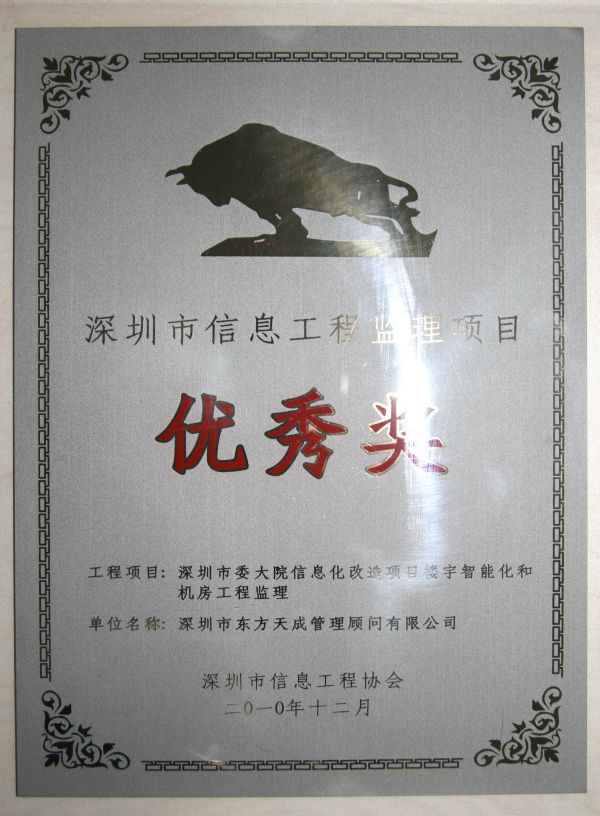 深圳市信息工程监理项目
优秀奖
工程项目: 深圳市委大院信息化改造项目楼宇智能化和
机房工程监理
单位名称: 深圳市东方天成管理顾问有限公司
深圳市信息工程协会
二0一0年十二月